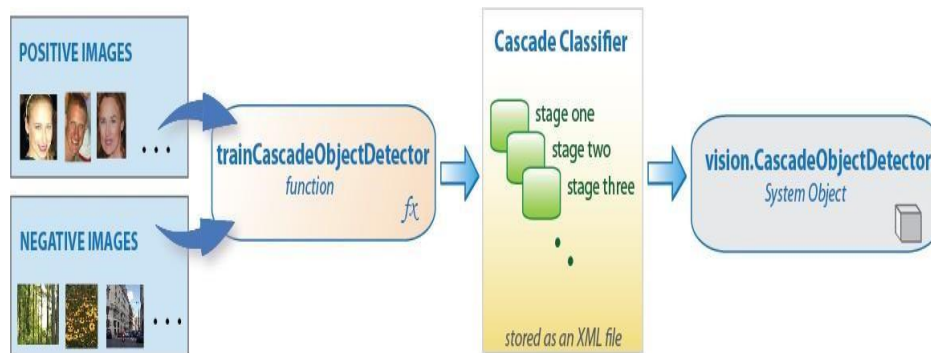 POSITIVE IMAGES
. . .
NEGATIVE IMAGES
. . . .
trainCascadeObjectDetector
function
fx
Cascade Classifier
stage one
stage two
stage three
stored as an XML file
vision.CascadeObjectDetector
System Object